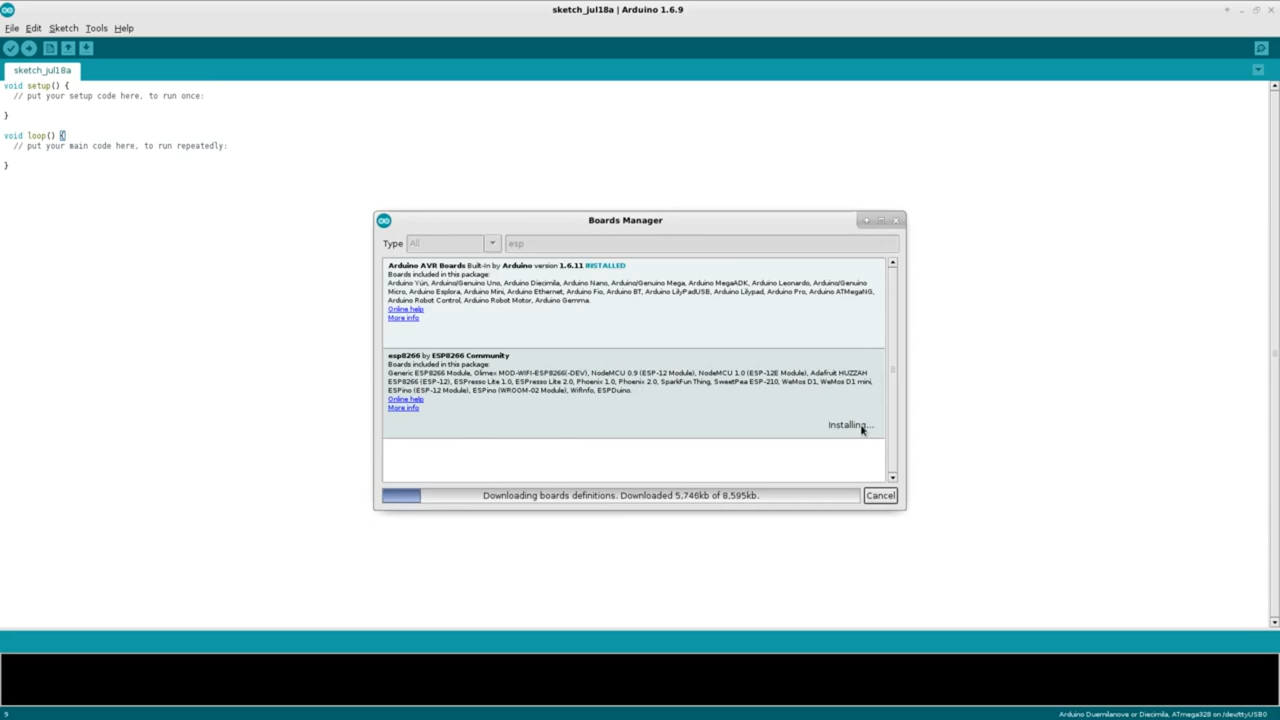 sketch_jul18a | Arduino 1.6.9
File Edit Sketch Tools Help
sketch_jul18a
void setup() {
// put your setup code here, to run once:
}
void loop() {
// put your main code here, to run repeatedly:
}
Boards Manager
Type All esp
Arduino AVR Boards Built-In by Arduino version 1.6.11 INSTALLED
Boards included in this package:
Arduino Yún, Arduino/Genuino Uno, Arduino Diecimila, Arduino Nano, Arduino/Genuino Mega, Arduino MegaADK, Arduino Leonardo, Arduino/Genuino
Micro, Arduino Esplora, Arduino Mini, Arduino Ethernet, Arduino Fio, Arduino BT, Arduino LilyPadUSB, Arduino Lilypad, Arduino Pro, Arduino ATMegaNG,
Arduino Robot Control, Arduino Robot Motor, Arduino Gemma.
Online help
More info
esp8266 by ESP8266 Community
Boards included in this package:
Generic ESP8266 Module, Olimex MOD-WIFI-ESP8266(-DEV), NodeMCU 0.9 (ESP-12 Module), NodeMCU 1.0 (ESP-12E Module), Adafruit HUZZAH
ESP8266 (ESP-12), ESPresso Lite 1.0, ESPresso Lite 2.0, Phoenix 1.0, Phoenix 2.0, SparkFun Thing, SweetPea ESP-210, WeMos D1, WeMos D1 mini,
ESPino (ESP-12 Module), ESPino (WROOM-02 Module), WifInfo, ESPDuino.
Online help
More info
Installing...
Downloading boards definitions. Downloaded 5,746kb of 8,595kb.
Cancel
9
Arduino Duemilanove or Diecimila, ATmega328 on /dev/ttyUSB0